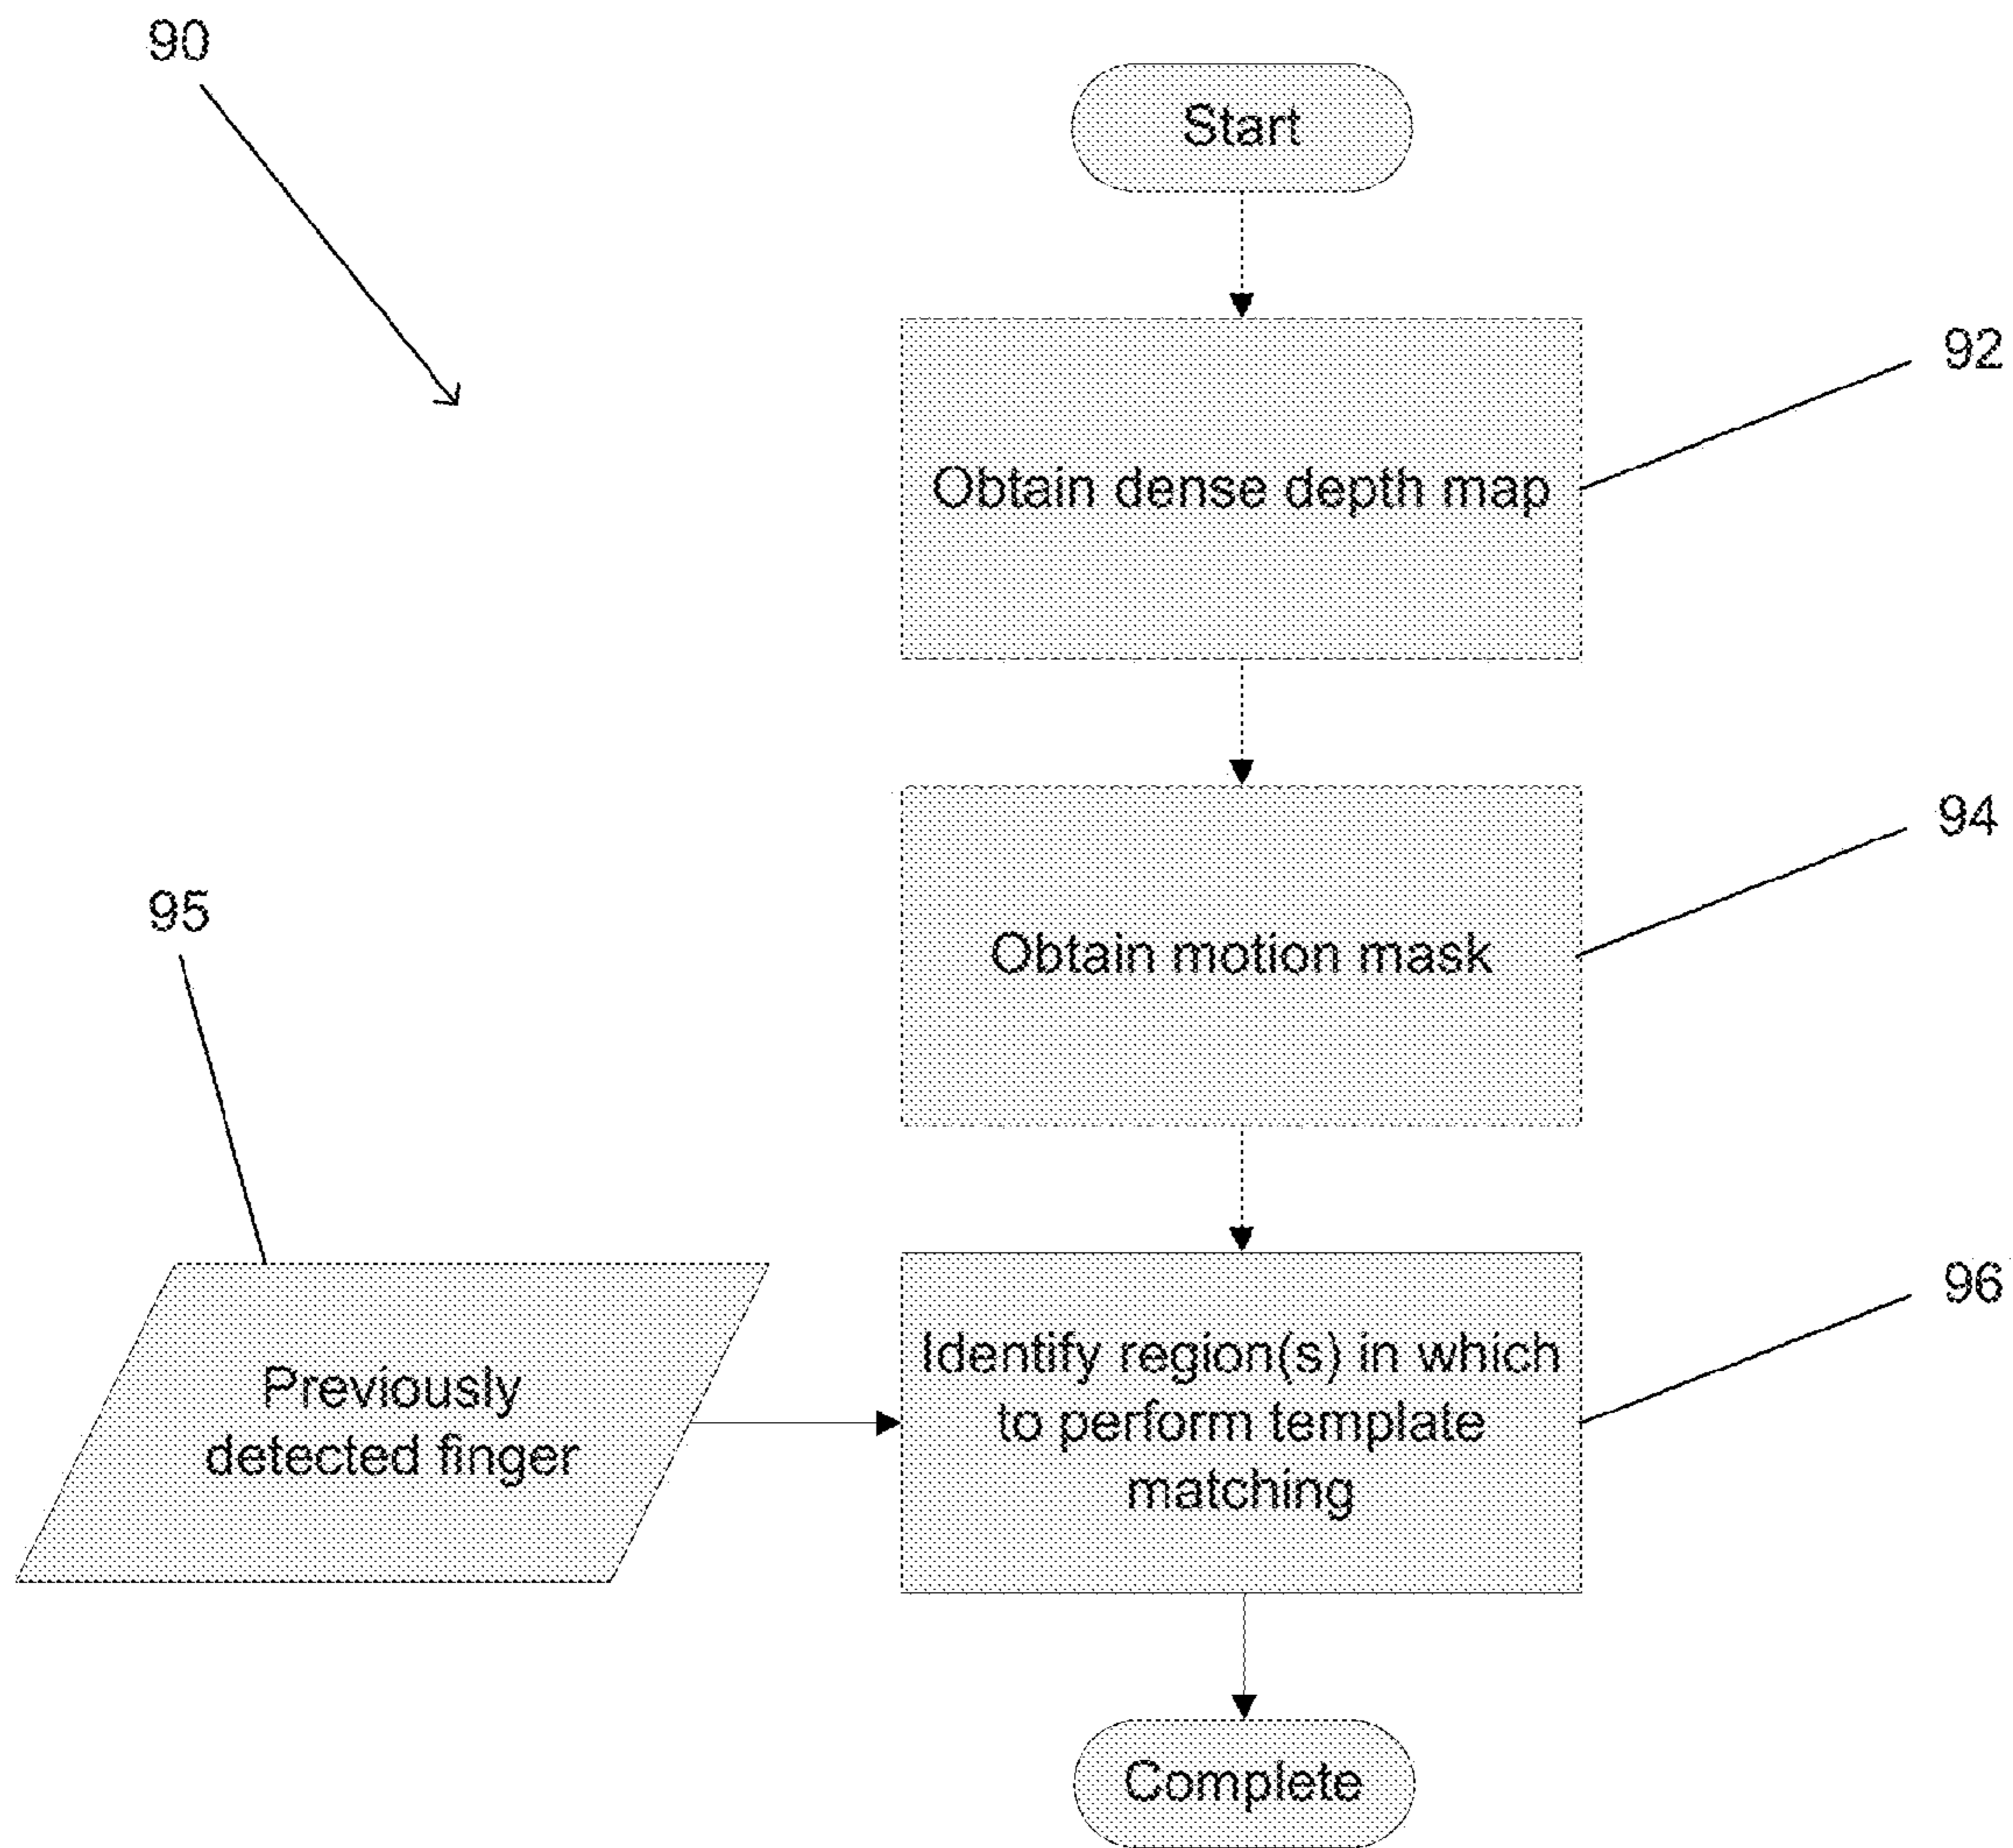 90
Start
92
Obtain dense depth map
94
Obtain motion mask
95
96
Previously
detected finger
Identify region(s) in which
to perform template
matching
Complete